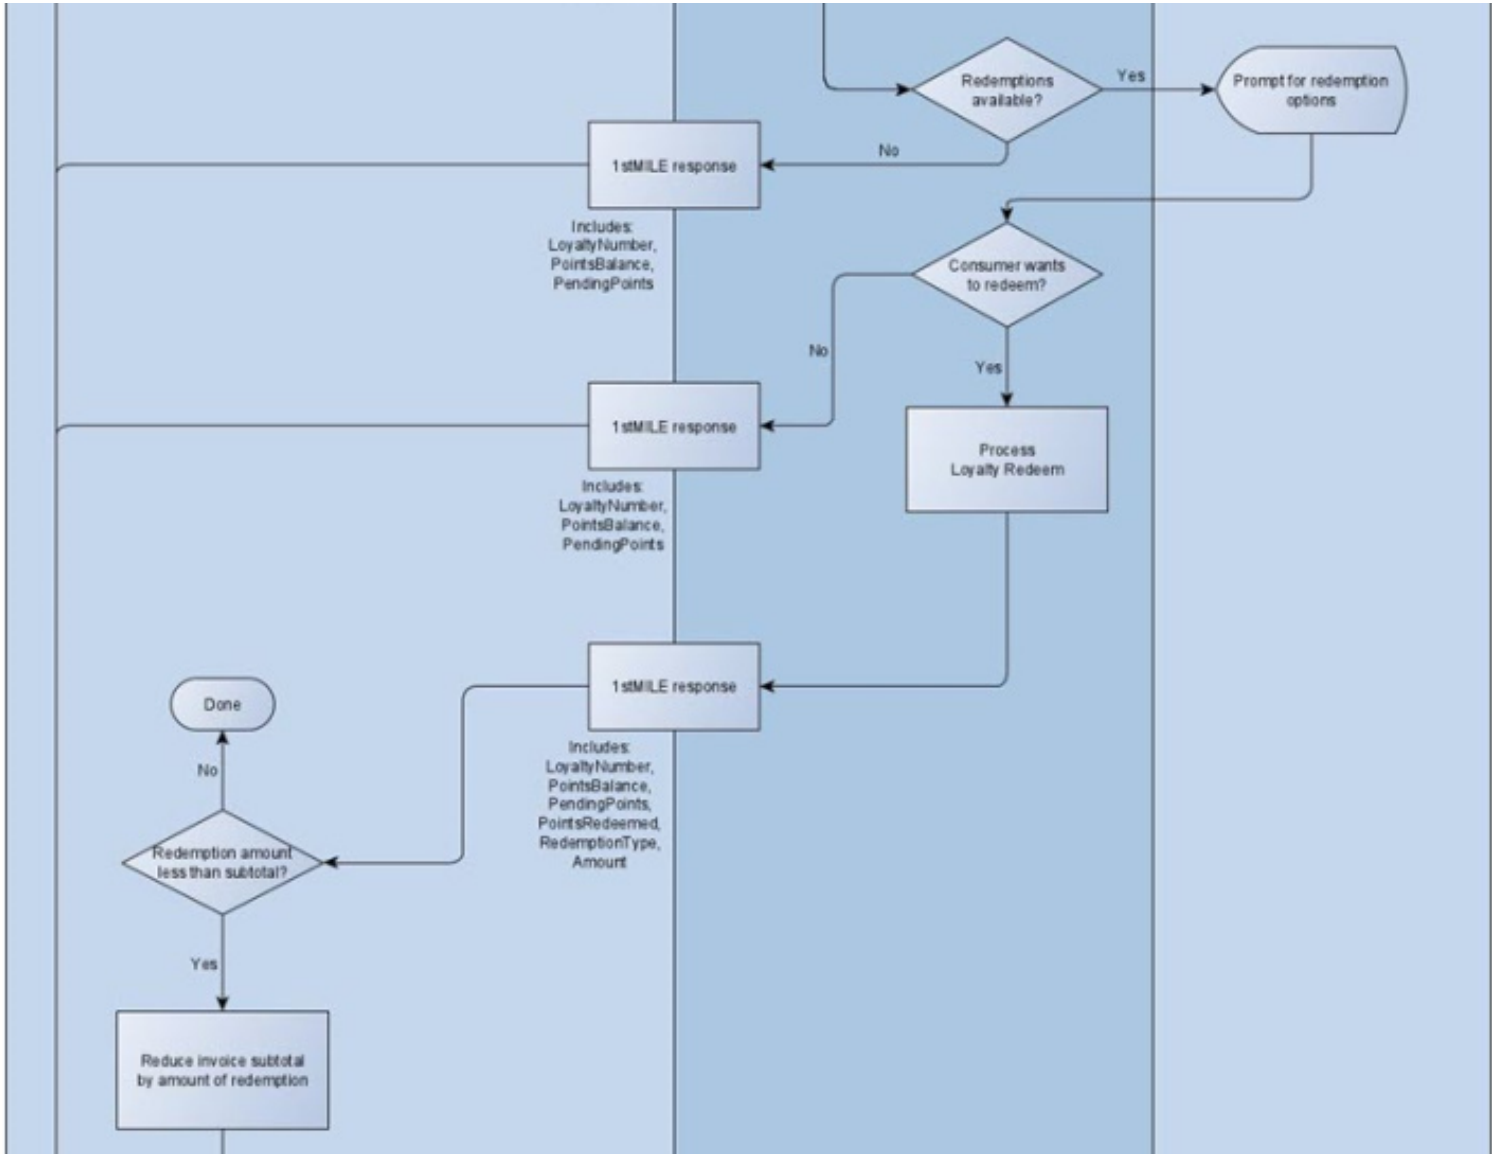 Redemptions
available?
Yes
Prompt for redemption
options
No
1stMILE response
Includes:
LoyaltyNumber,
PointsBalance,
PendingPoints
Consumer wants
to redeem?
No
Yes
1stMILE response
Includes:
LoyaltyNumber,
PointsBalance,
PendingPoints
Process
Loyalty Redeem
1stMILE response
Includes:
LoyaltyNumber,
PointsBalance,
PendingPoints,
PointsRedeemed,
RedemptionType,
Amount
Done
No
Redemption amount
less than subtotal?
Yes
Reduce invoice subtotal
by amount of redemption